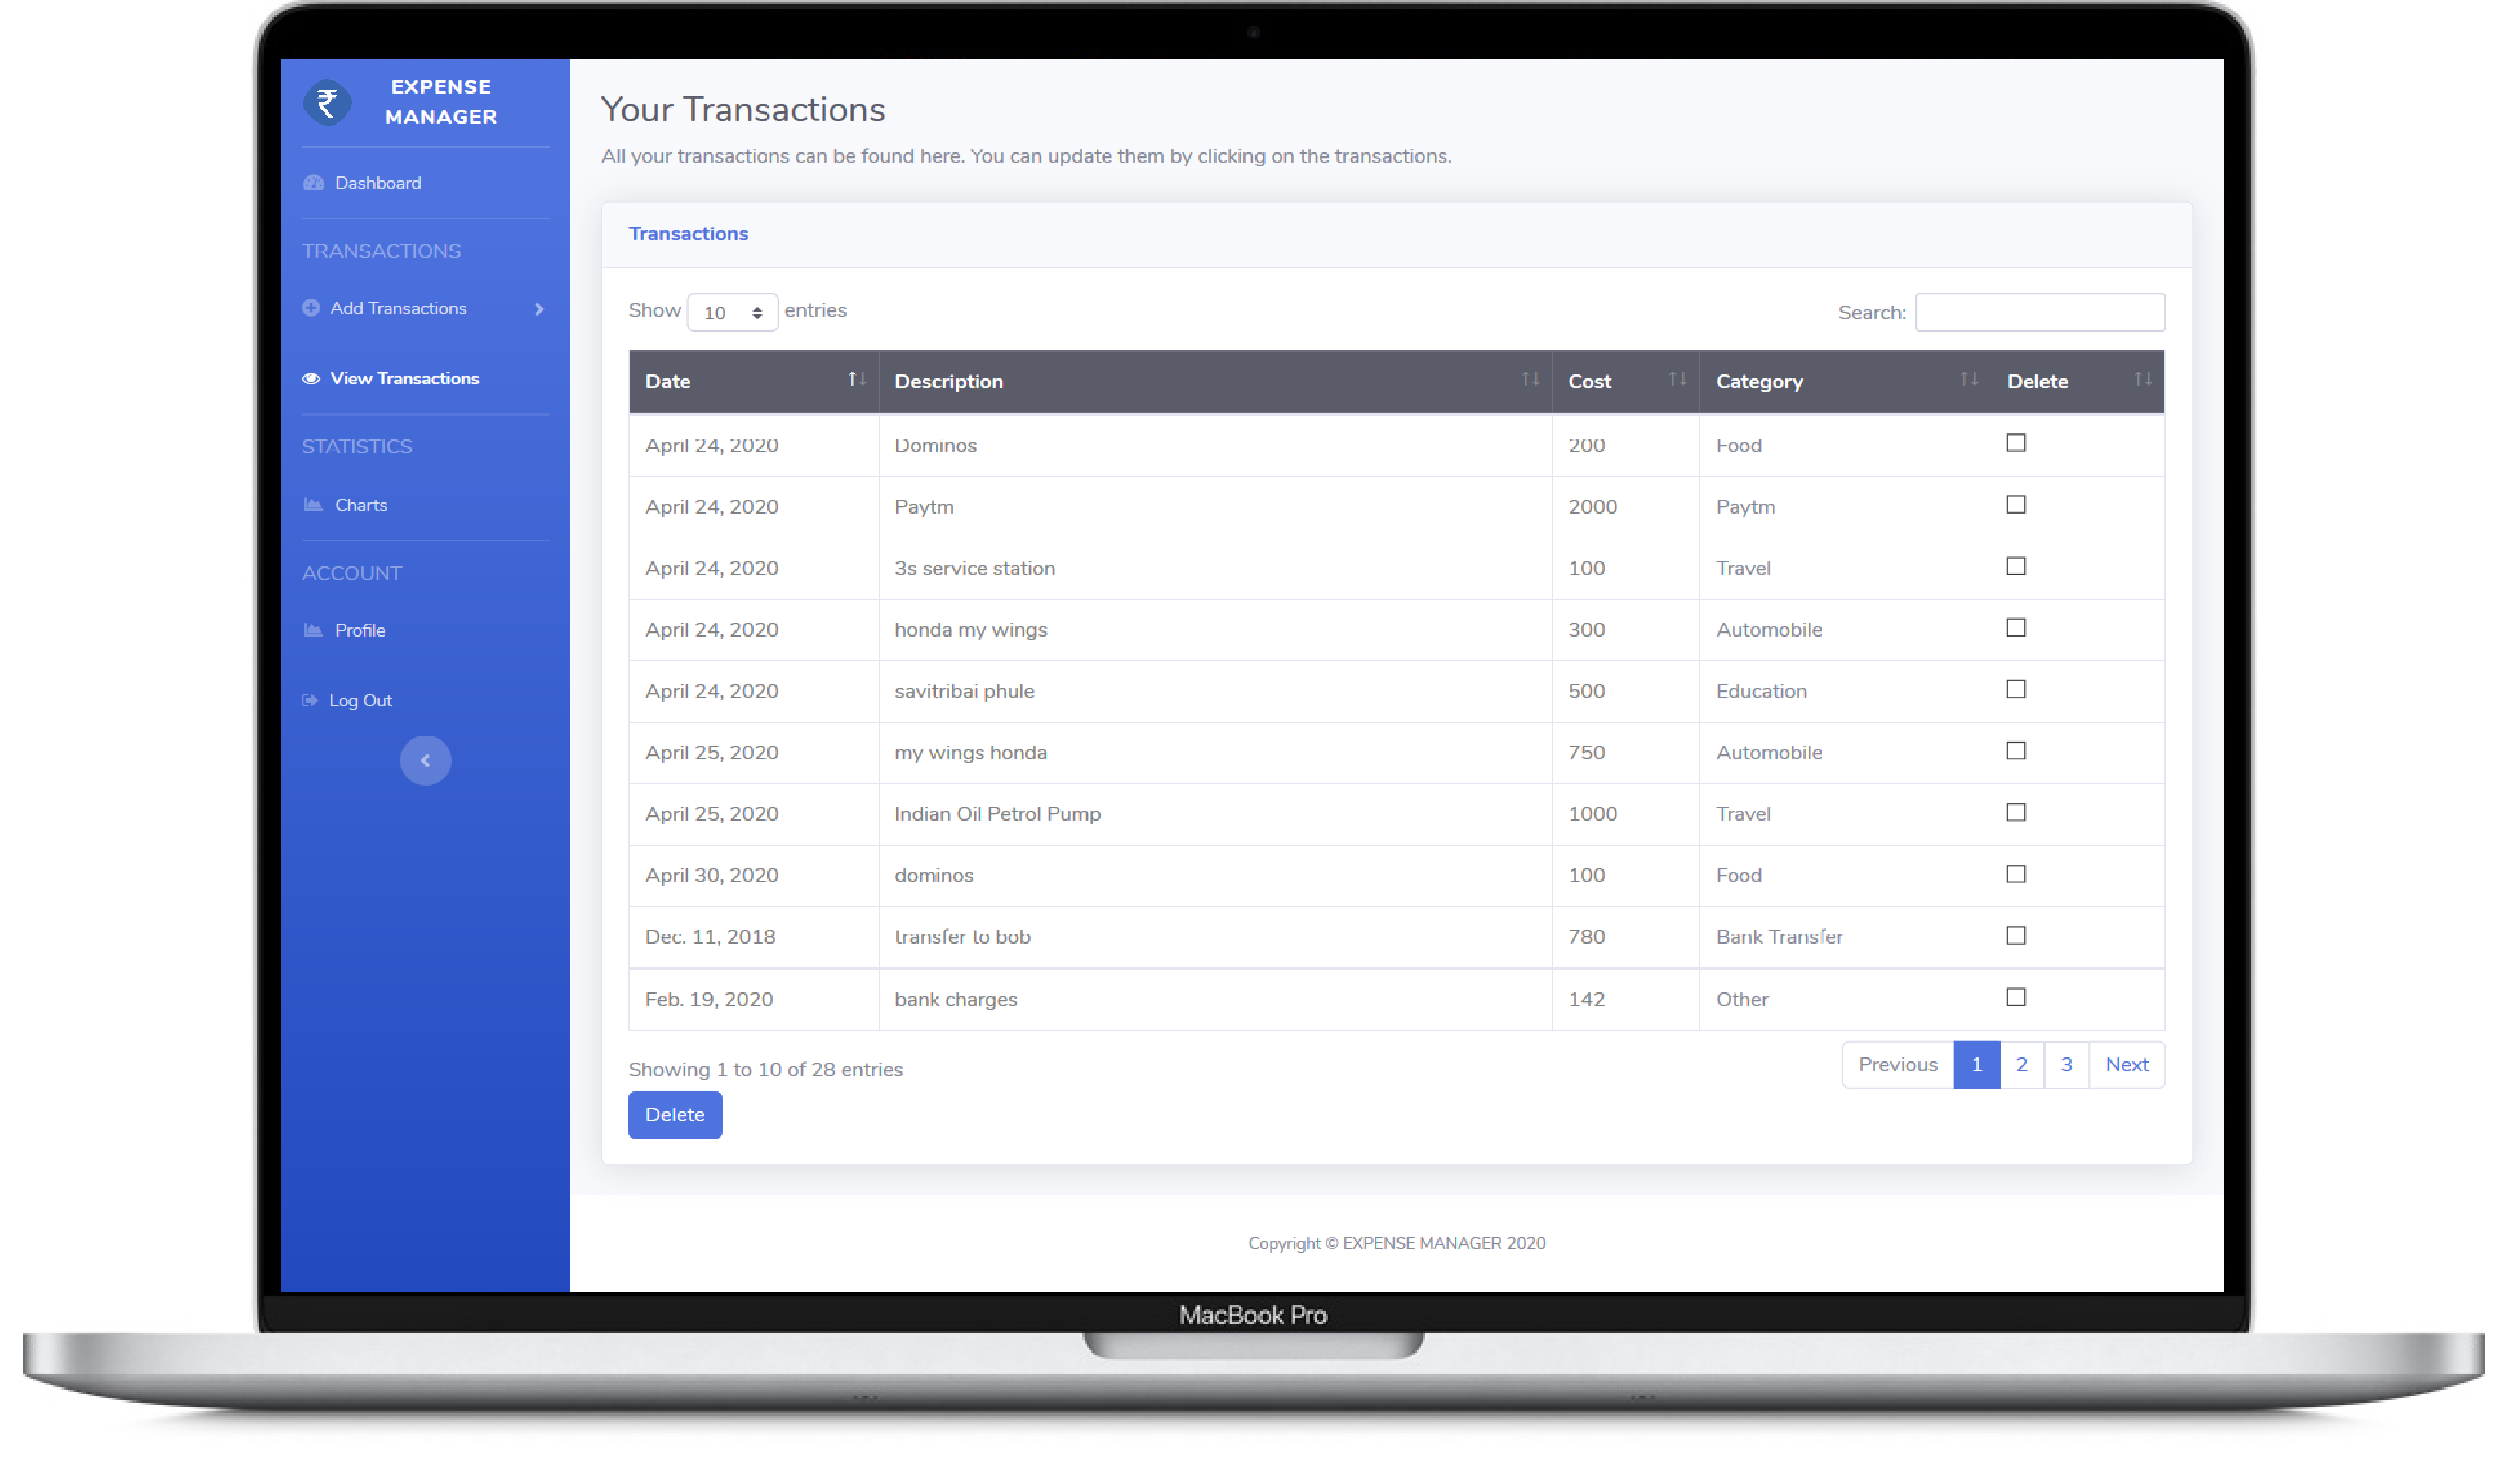 EXPENSE
MANAGER
Dashboard
TRANSACTIONS
Add Transactions
View Transactions
STATISTICS
Charts
ACCOUNT
Profile
Log Out
Your Transactions
All your transactions can be found here. You can update them by clicking on the transactions.
Transactions
Show 10 entries Search:
Date Description Cost Category Delete
April 24, 2020 Dominos 200 Food
April 24, 2020 Paytm 2000 Paytm
April 24, 2020 3s service station 100 Travel
April 24, 2020 honda my wings 300 Automobile
April 24, 2020 savitribai phule 500 Education
April 25, 2020 my wings honda 750 Automobile
April 25, 2020 Indian Oil Petrol Pump 1000 Travel
April 30, 2020 dominos 100 Food
Dec. 11, 2018 transfer to bob 780 Bank Transfer
Feb. 19, 2020 bank charges 142 Other
Showing 1 to 10 of 28 entries Previous 1 2 3 Next
Delete
Copyright © EXPENSE MANAGER 2020
MacBook Pro